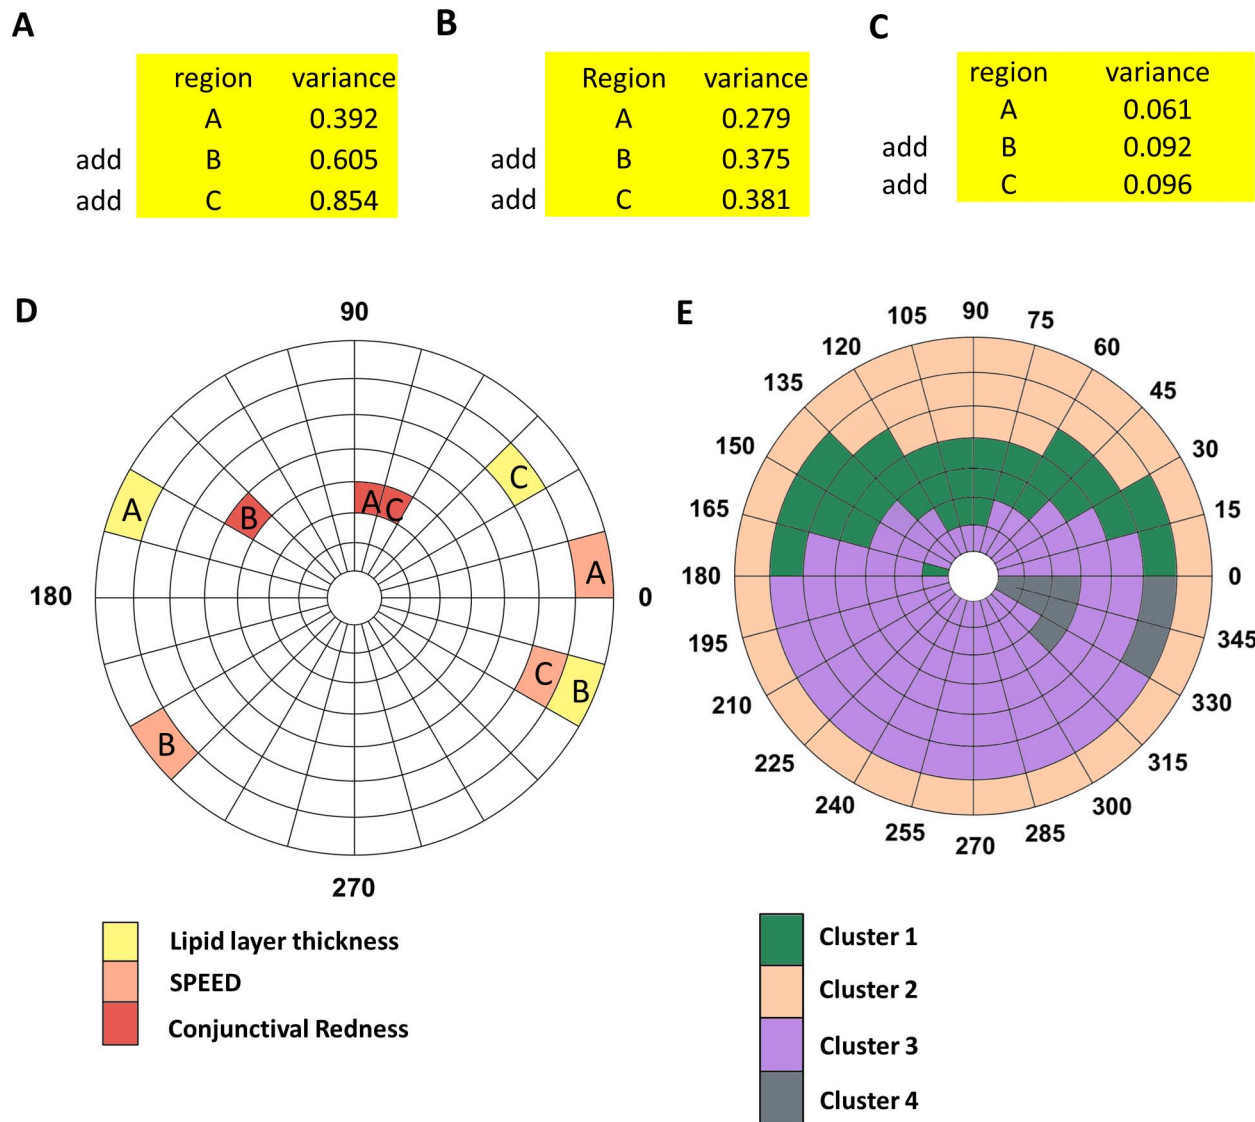 A
region variance
A 0.392
add B 0.605
add C 0.854
B
Region variance
A 0.279
add B 0.375
add C 0.381
C
region variance
A 0.061
add B 0.092
add C 0.096
D
90
C
A C
A
B
180
A
0
C
B
B
270
Lipid layer thickness
SPEED
Conjunctival Redness
E
90
105 75
120 60
135 45
150 30
165 15
180 0
195 345
210 330
225 315
240 300
255 285
270
Cluster 1
Cluster 2
Cluster 3
Cluster 4